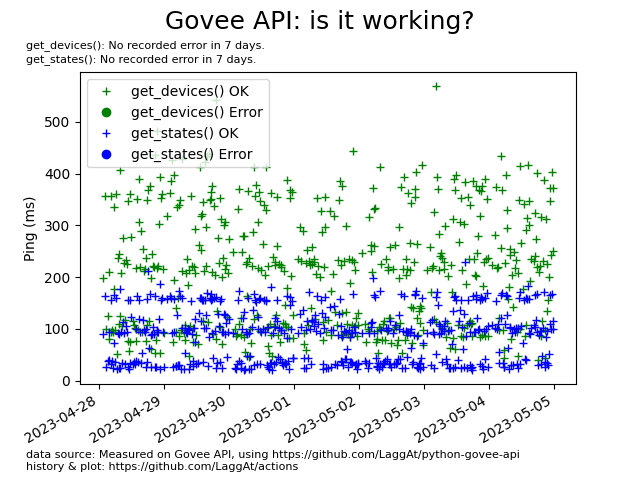 Govee API: is it working?
get_devices(): No recorded error in 7 days.
get_states(): No recorded error in 7 days.
get_devices() OK
get_devices() Error
get_states() OK
get_states() Error
Ping (ms)
500
400
300
200
100
0
2023-04-28
2023-04-29
2023-04-30
2023-05-01
2023-05-02
2023-05-03
2023-05-04
2023-05-05
data source: Measured on Govee API, using https://github.com/LaggAt/python-govee-api
history & plot: https://github.com/LaggAt/actions